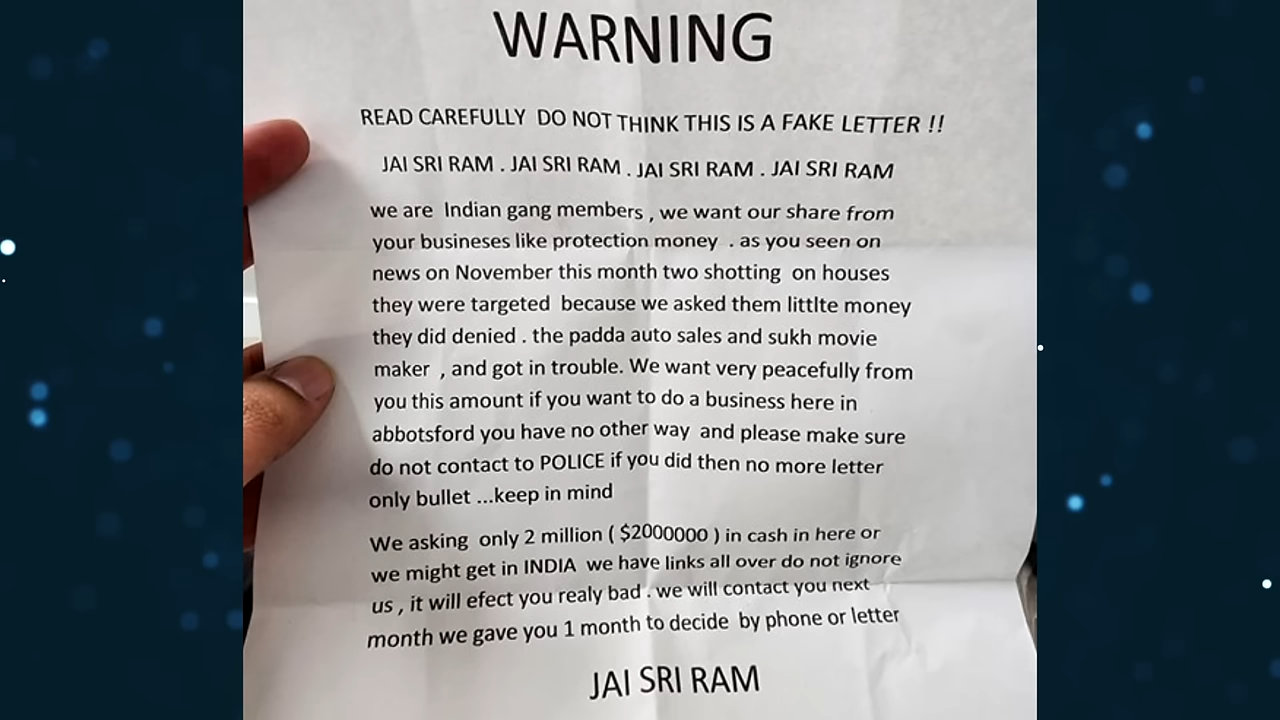 WARNING
READ CAREFULLY DO NOT THINK THIS IS A FAKE LETTER !!
JAI SRI RAM . JAI SRI RAM . JAI SRI RAM . JAI SRI RAM
we are Indian gang members , we want our share from
your busineses like protection money . as you seen on
news on November this month two shotting on houses
they were targeted because we asked them littlte money
they did denied . the padda auto sales and sukh movie
maker , and got in trouble. We want very peacefully from
you this amount if you want to do a business here in
abbotsford you have no other way and please make sure
do not contact to POLICE if you did then no more letter
only bullet ...keep in mind
We asking only 2 million ( $2000000 ) in cash in here or
we might get in INDIA we have links all over do not ignore
us , it will efect you realy bad . we will contact you next
month we gave you 1 month to decide by phone or letter
JAI SRI RAM